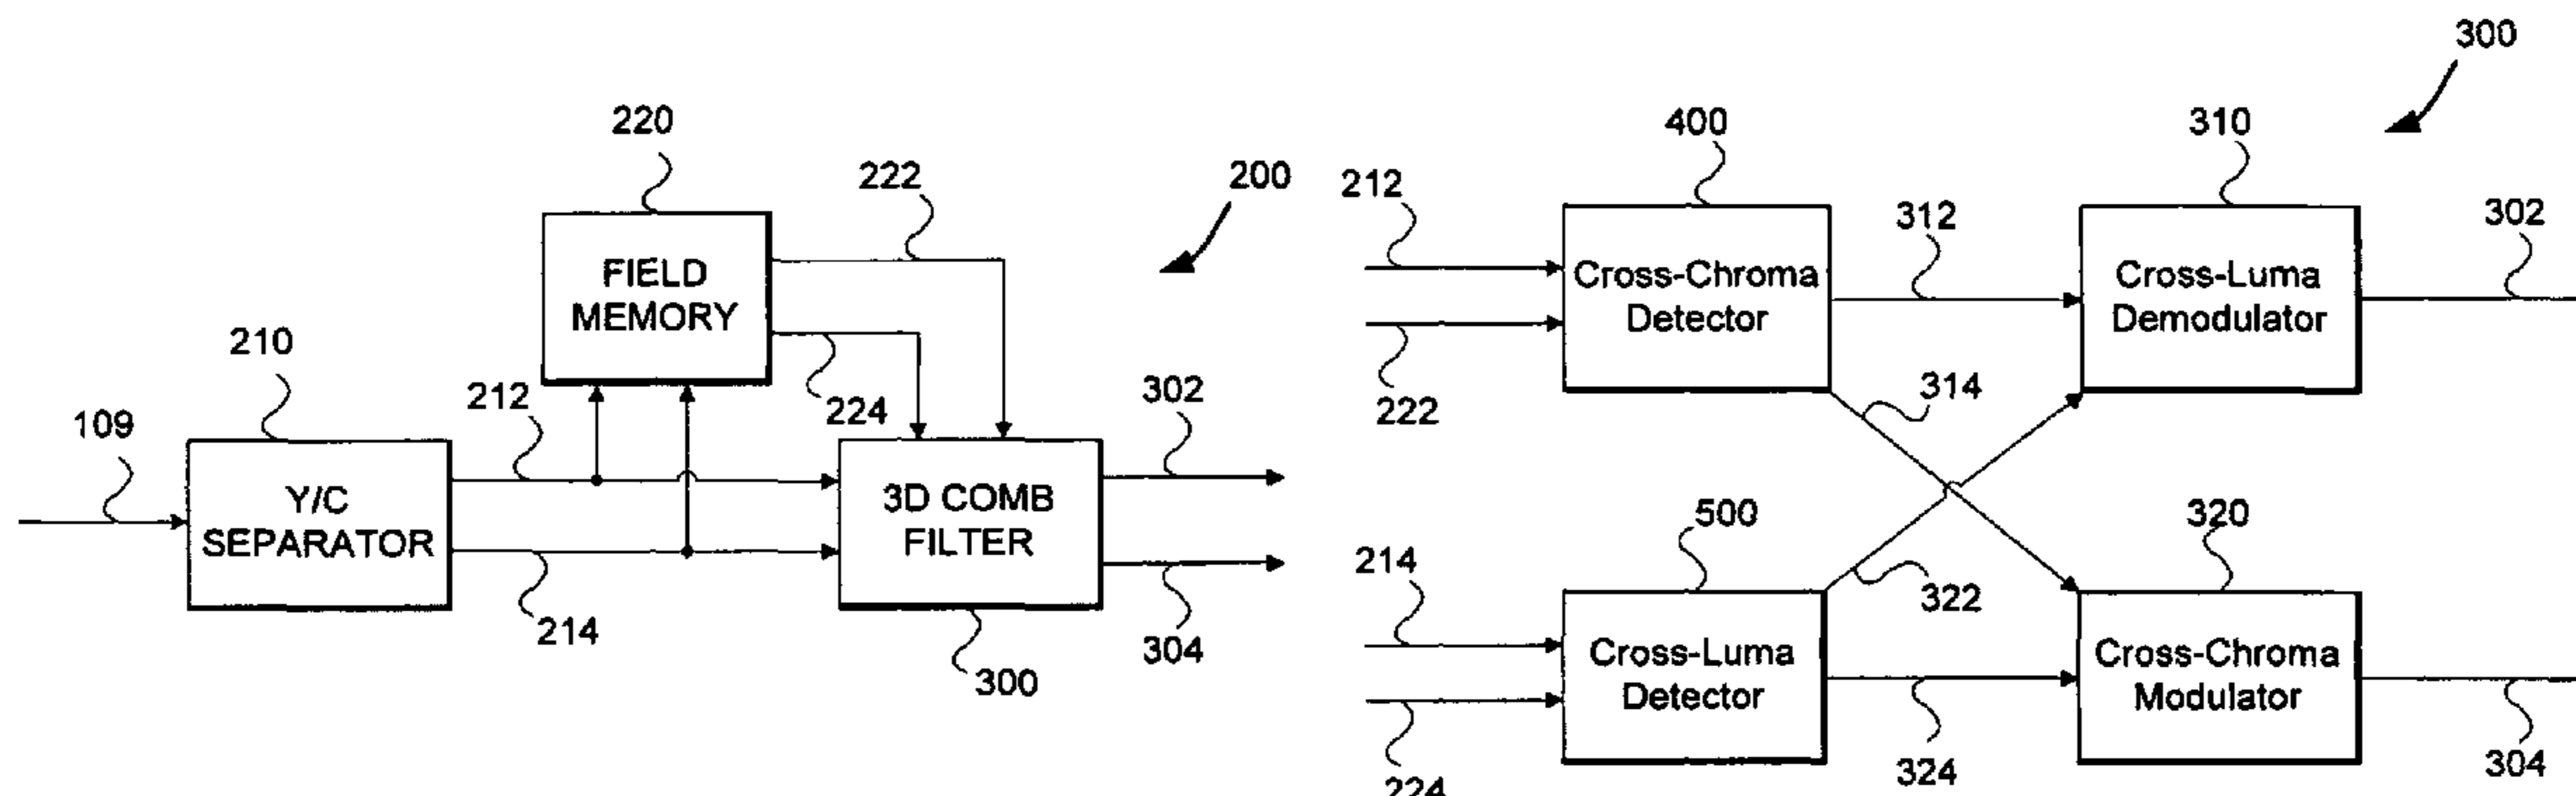 220
222
200
FIELD
MEMORY
210
212
224
302
109
Y/C
SEPARATOR
3D COMB
FILTER
214
304
300
300
400
310
212
312
302
Cross-Chroma
Detector
Cross-Luma
Demodulator
222
314
500
320
214
322
Cross-Luma
Detector
Cross-Chroma
Modulator
224
324
304